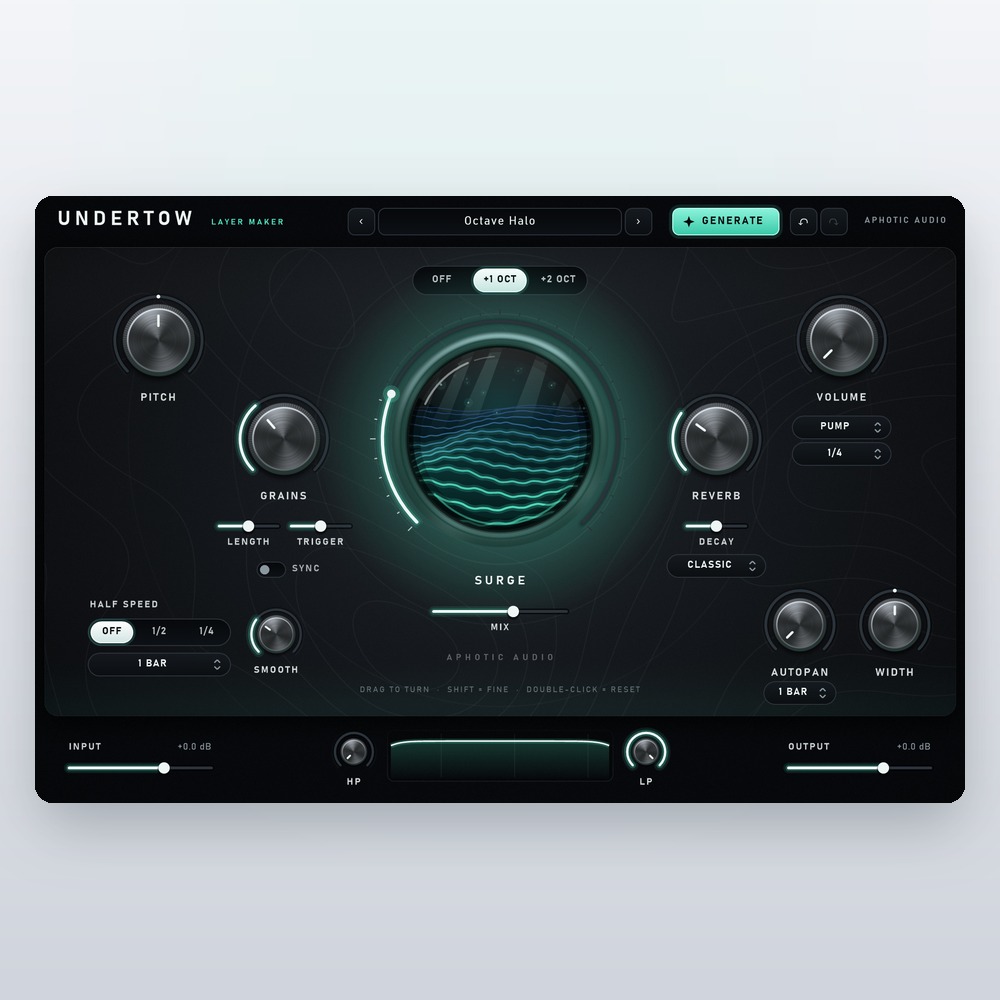 UNDERTOW LAYER MAKER ‹ Octave Halo › GENERATE APHOTIC AUDIO
OFF +1 OCT +2 OCT
PITCH
VOLUME
PUMP
1/4
GRAINS
REVERB
LENGTH TRIGGER
DECAY
SYNC
CLASSIC
SURGE
MIX
HALF SPEED
OFF 1/2 1/4
1 BAR
SMOOTH
APHOTIC AUDIO
AUTOPAN WIDTH
1 BAR
DRAG TO TURN · SHIFT = FINE · DOUBLE-CLICK = RESET
INPUT +0.0 dB
HP
LP
OUTPUT +0.0 dB